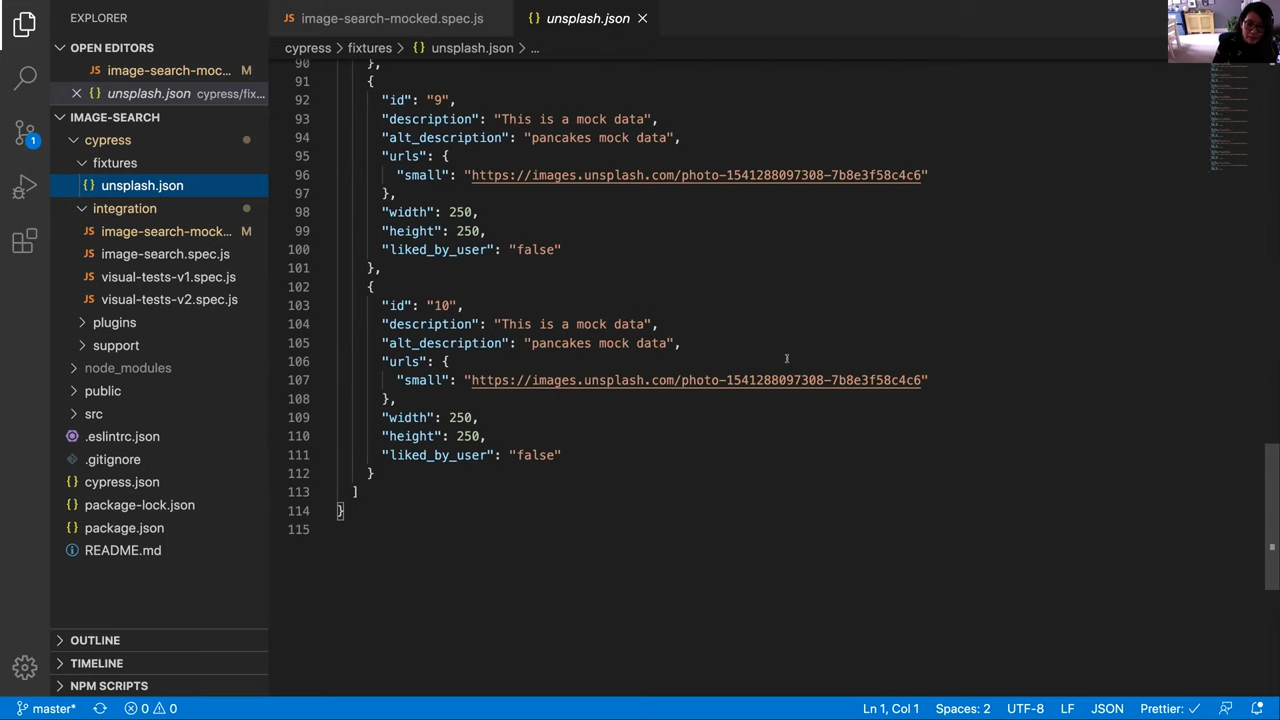 EXPLORER
OPEN EDITORS
JS image-search-moc... M
{} unsplash.json cypress/fix...
IMAGE-SEARCH
cypress
fixtures
{} unsplash.json
integration
JS image-search-mock... M
JS image-search.spec.js
JS visual-tests-v1.spec.js
JS visual-tests-v2.spec.js
plugins
support
node_modules
public
src
.eslintrc.json
.gitignore
{} cypress.json
{} package-lock.json
{} package.json
README.md
OUTLINE
TIMELINE
NPM SCRIPTS
1
JS image-search-mocked.spec.js
{} unsplash.json
cypress > fixtures > {} unsplash.json > ...
90 },
91 {
92 "id": "9",
93 "description": "This is a mock data",
94 "alt_description": "pancakes mock data",
95 "urls": {
96 "small": "https://images.unsplash.com/photo-1541288097308-7b8e3f58c4c6"
97 },
98 "width": 250,
99 "height": 250,
100 "liked_by_user": "false"
101 },
102 {
103 "id": "10",
104 "description": "This is a mock data",
105 "alt_description": "pancakes mock data",
106 "urls": {
107 "small": "https://images.unsplash.com/photo-1541288097308-7b8e3f58c4c6"
108 },
109 "width": 250,
110 "height": 250,
111 "liked_by_user": "false"
112 }
113 ]
114 }
115
master* 0 0 Ln 1, Col 1 Spaces: 2 UTF-8 LF JSON Prettier: ✓